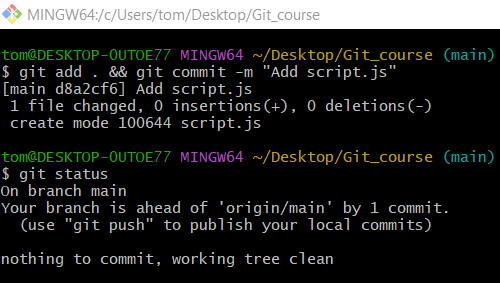 MINGW64:/c/Users/tom/Desktop/Git_course
tom@DESKTOP-OUTOE77 MINGW64 ~/Desktop/Git_course (main)
$ git add . && git commit -m "Add script.js"
[main d8a2cf6] Add script.js
 1 file changed, 0 insertions(+), 0 deletions(-)
 create mode 100644 script.js
tom@DESKTOP-OUTOE77 MINGW64 ~/Desktop/Git_course (main)
$ git status
On branch main
Your branch is ahead of 'origin/main' by 1 commit.
  (use "git push" to publish your local commits)
nothing to commit, working tree clean